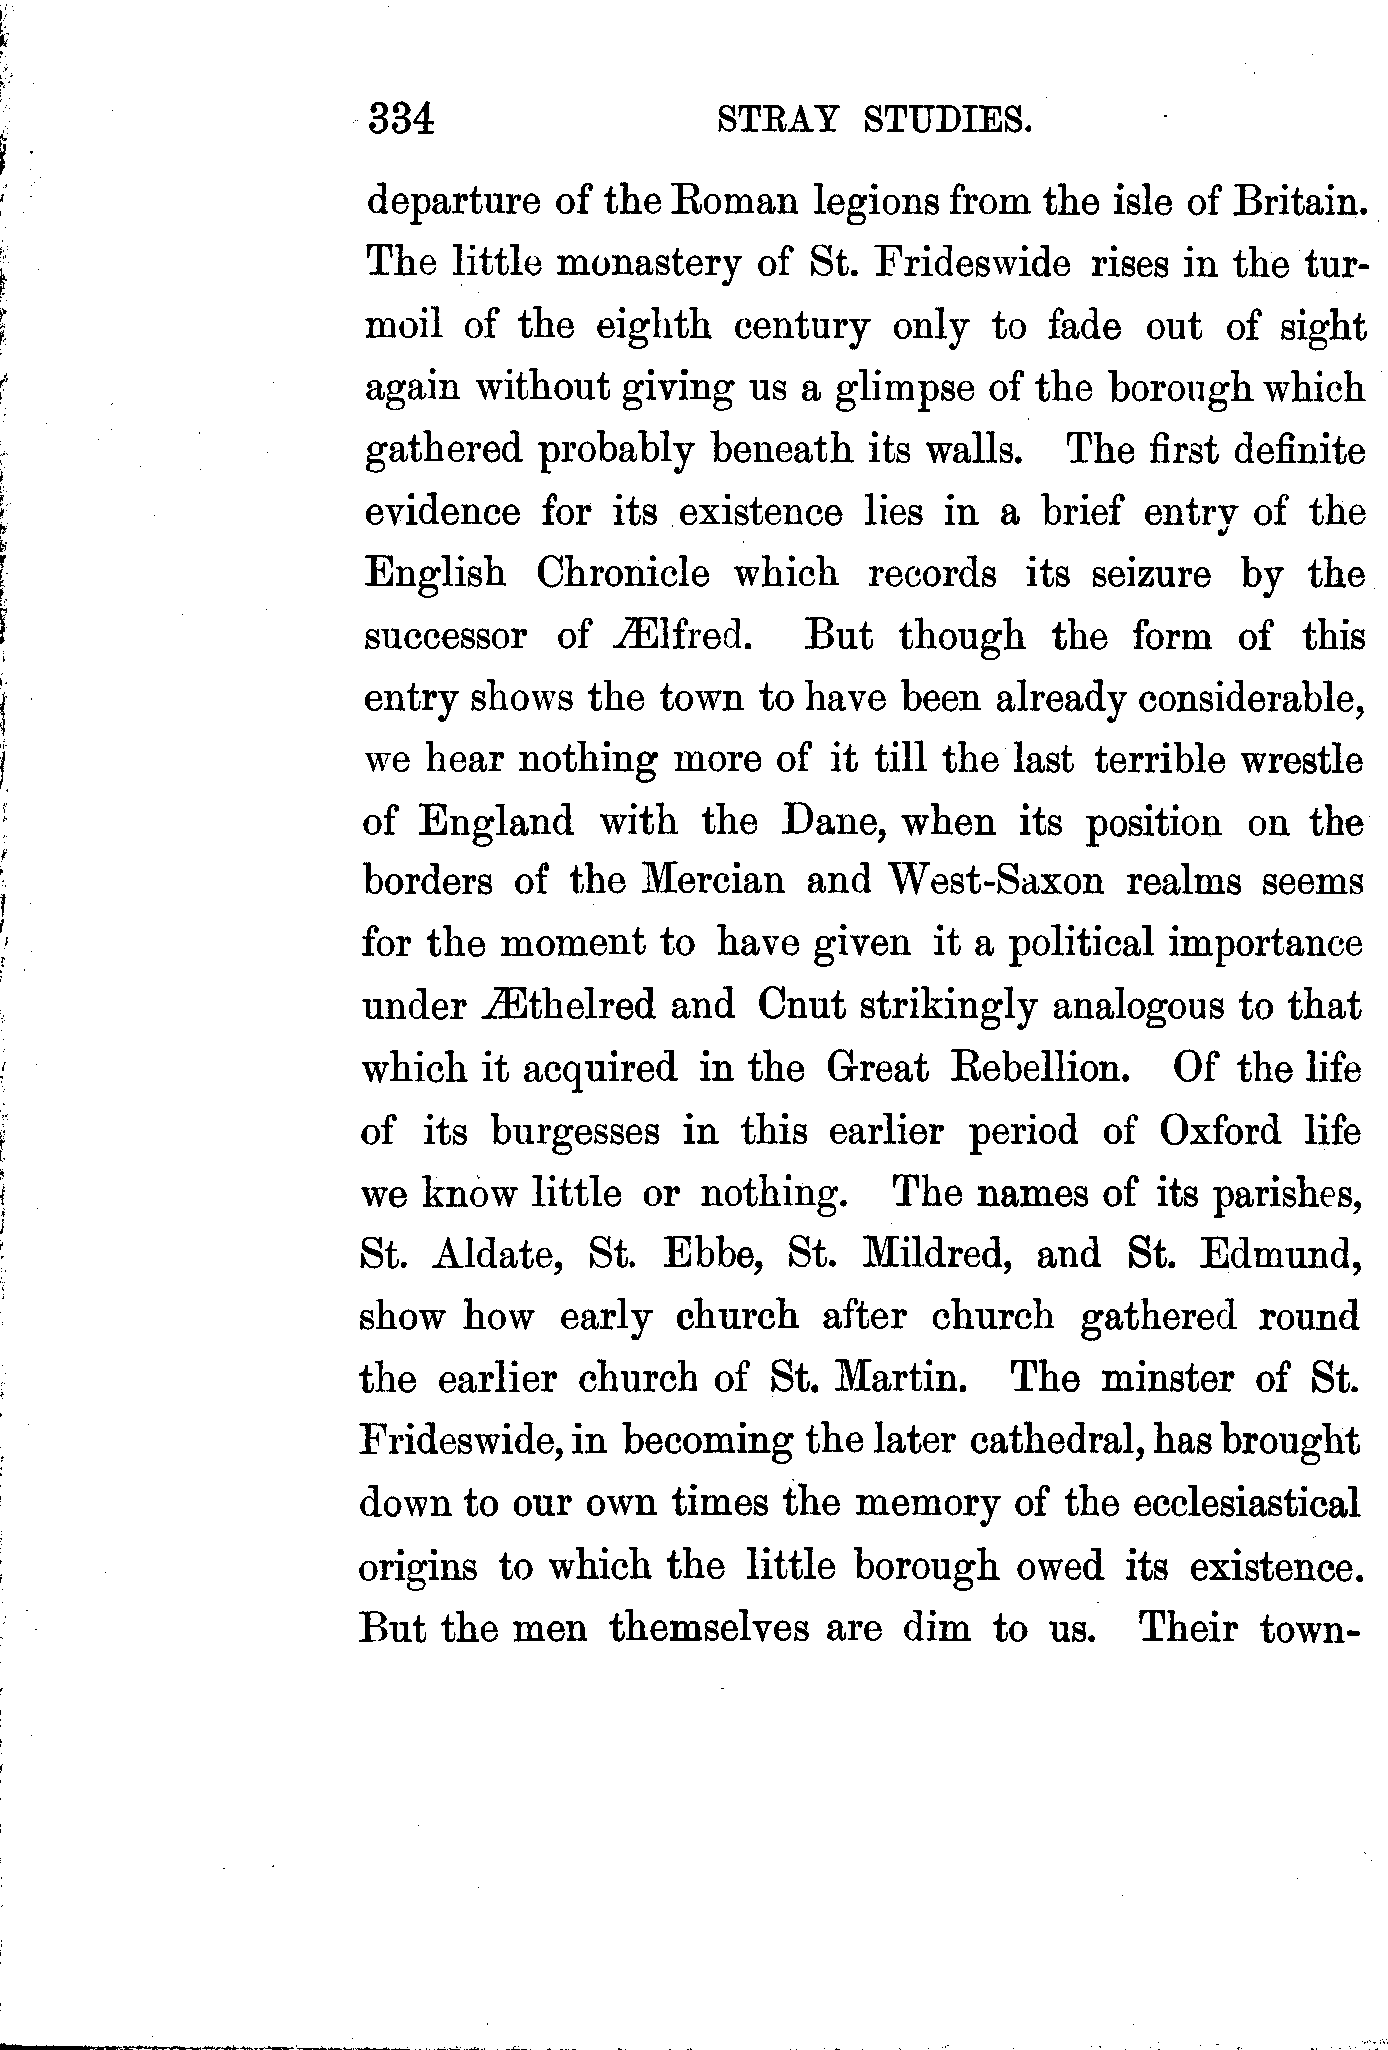 334 STRAY STUDIES.
departure of the Roman legions from the isle of Britain.
The little monastery of St. Frideswide rises in the tur-
moil of the eighth century only to fade out of sight
again without giving us a glimpse of the borough which
gathered probably beneath its walls. The first definite
evidence for its existence lies in a brief entry of the
English Chronicle which records its seizure by the
successor of Ælfred. But though the form of this
entry shows the town to have been already considerable,
we hear nothing more of it till the last terrible wrestle
of England with the Dane, when its position on the
borders of the Mercian and West-Saxon realms seems
for the moment to have given it a political importance
under Æthelred and Cnut strikingly analogous to that
which it acquired in the Great Rebellion. Of the life
of its burgesses in this earlier period of Oxford life
we know little or nothing. The names of its parishes,
St. Aldate, St. Ebbe, St. Mildred, and St. Edmund,
show how early church after church gathered round
the earlier church of St. Martin. The minster of St.
Frideswide, in becoming the later cathedral, has brought
down to our own times the memory of the ecclesiastical
origins to which the little borough owed its existence.
But the men themselves are dim to us. Their town-